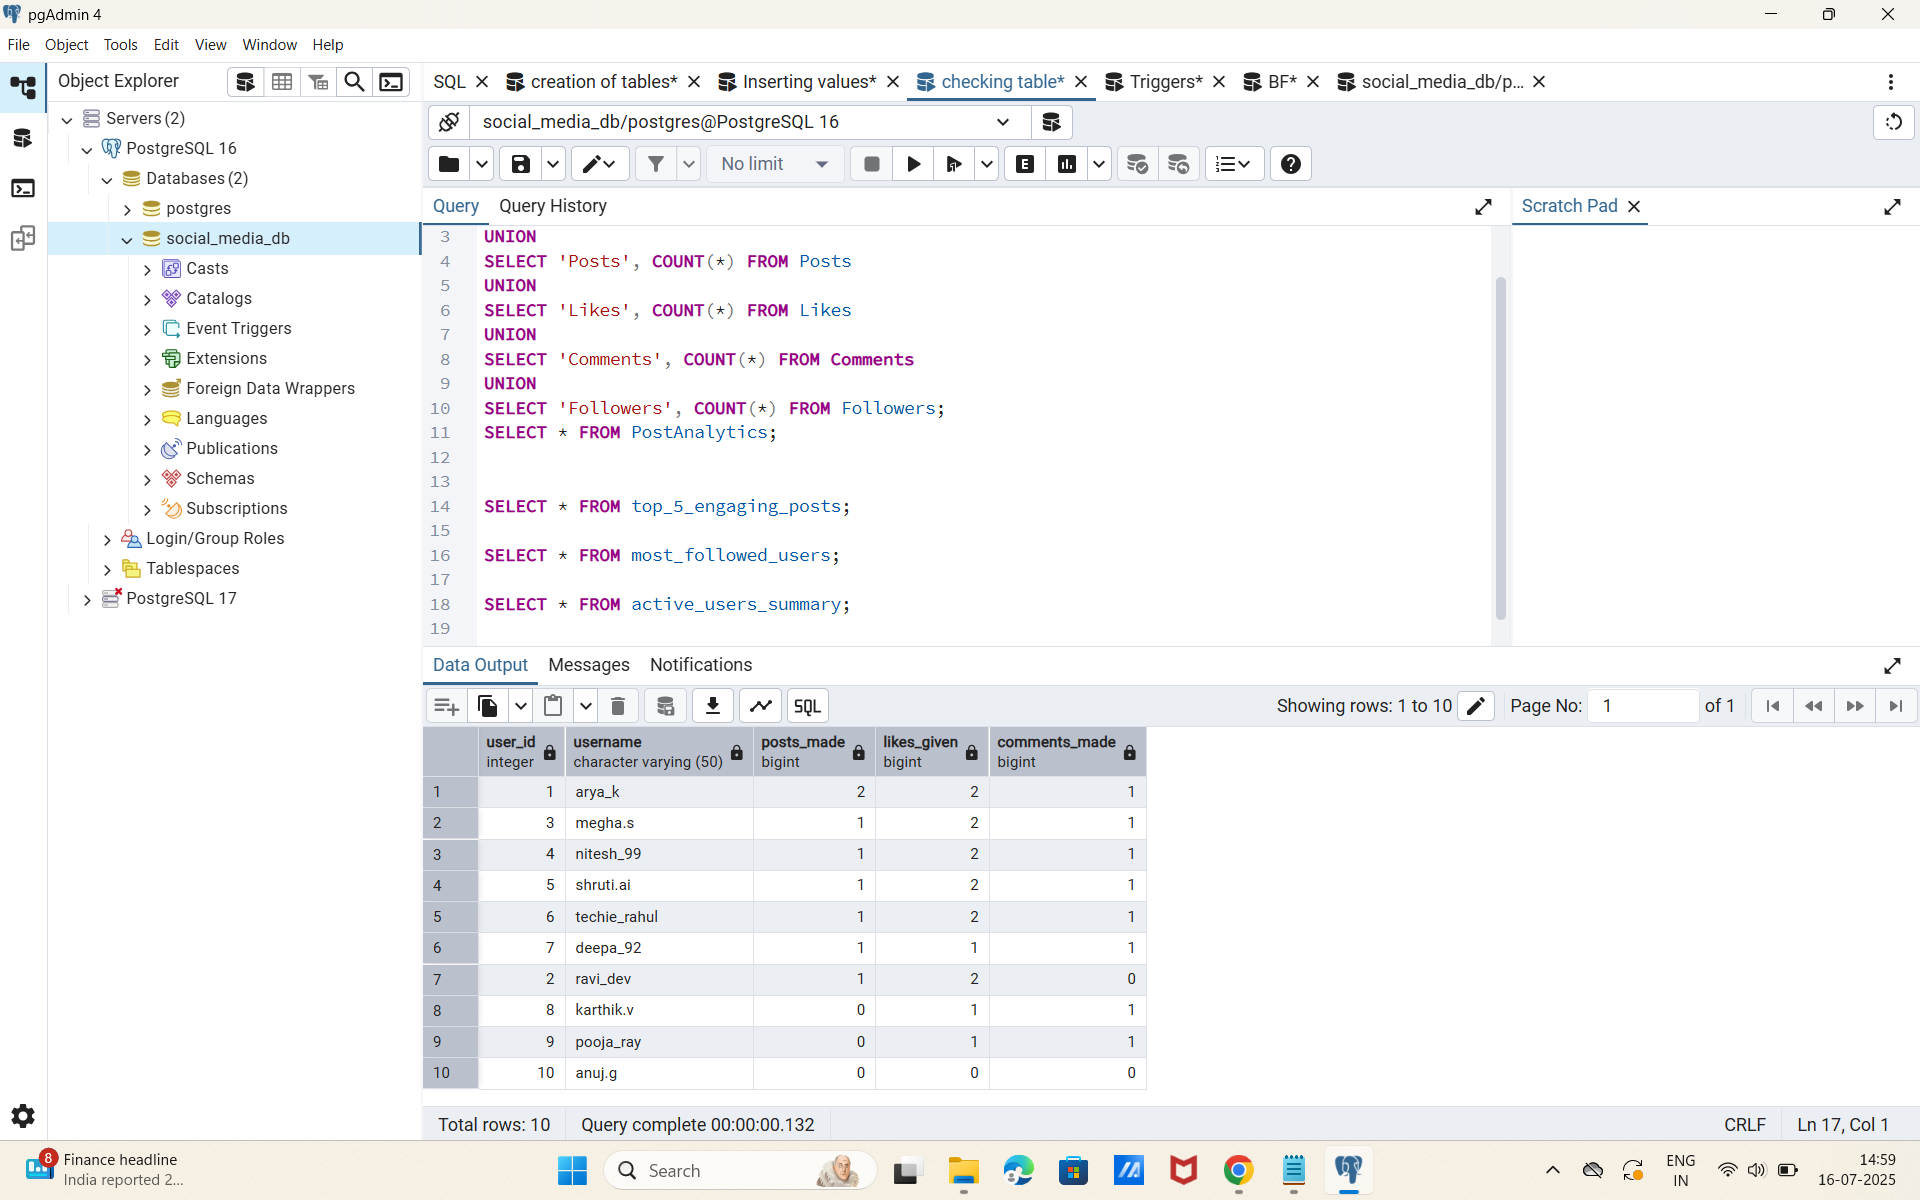 pgAdmin 4
File Object Tools Edit View Window Help
Object Explorer
SQL
creation of tables*
Inserting values*
checking table*
Triggers*
BF*
social_media_db/p...
Servers (2)
PostgreSQL 16
Databases (2)
postgres
social_media_db
Casts
Catalogs
Event Triggers
Extensions
Foreign Data Wrappers
Languages
Publications
Schemas
Subscriptions
Login/Group Roles
Tablespaces
PostgreSQL 17
social_media_db/postgres@PostgreSQL 16
No limit
E
Query Query History
Scratch Pad
3 UNION
4 SELECT 'Posts', COUNT(*) FROM Posts
5 UNION
6 SELECT 'Likes', COUNT(*) FROM Likes
7 UNION
8 SELECT 'Comments', COUNT(*) FROM Comments
9 UNION
10 SELECT 'Followers', COUNT(*) FROM Followers;
11 SELECT * FROM PostAnalytics;
12
13
14 SELECT * FROM top_5_engaging_posts;
15
16 SELECT * FROM most_followed_users;
17
18 SELECT * FROM active_users_summary;
19
Data Output Messages Notifications
SQL
Showing rows: 1 to 10
Page No: 1 of 1
user_id username posts_made likes_given comments_made
integer character varying (50) bigint bigint bigint
1 1 arya_k 2 2 1
2 3 megha.s 1 2 1
3 4 nitesh_99 1 2 1
4 5 shruti.ai 1 2 1
5 6 techie_rahul 1 2 1
6 7 deepa_92 1 1 1
7 2 ravi_dev 1 2 0
8 8 karthik.v 0 1 1
9 9 pooja_ray 0 1 1
10 10 anuj.g 0 0 0
Total rows: 10 Query complete 00:00:00.132 CRLF Ln 17, Col 1
8
Finance headline
India reported 2...
Search
ENG
IN
14:59
16-07-2025